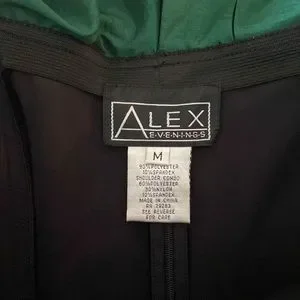 ALEX
EVENINGS
M
90%POLYESTER
10%SPANDEX
SHOULDER COMBO
60%POLYESTER
30%NYLON
10%SPANDEX
MADE IN CHINA
RN 79283
SEE REVERSE
FOR CARE